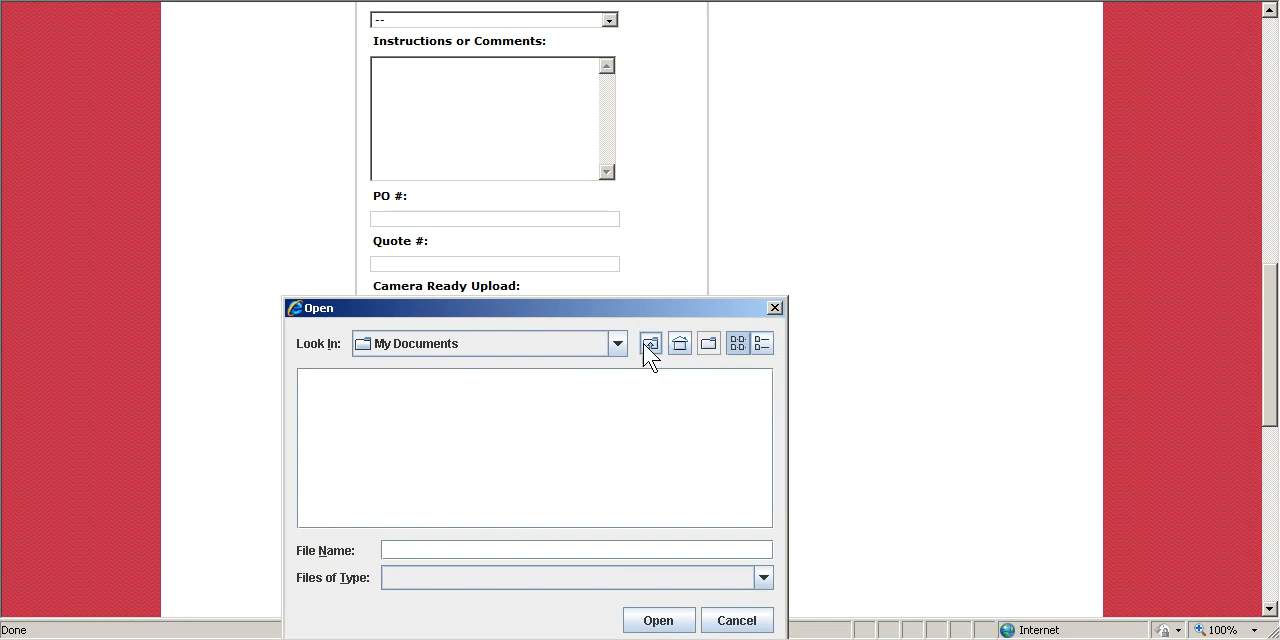 --
Instructions or Comments:
PO #:
Quote #:
Camera Ready Upload:
Open
Look In: My Documents
File Name:
Files of Type:
Open Cancel
Done Internet 100%